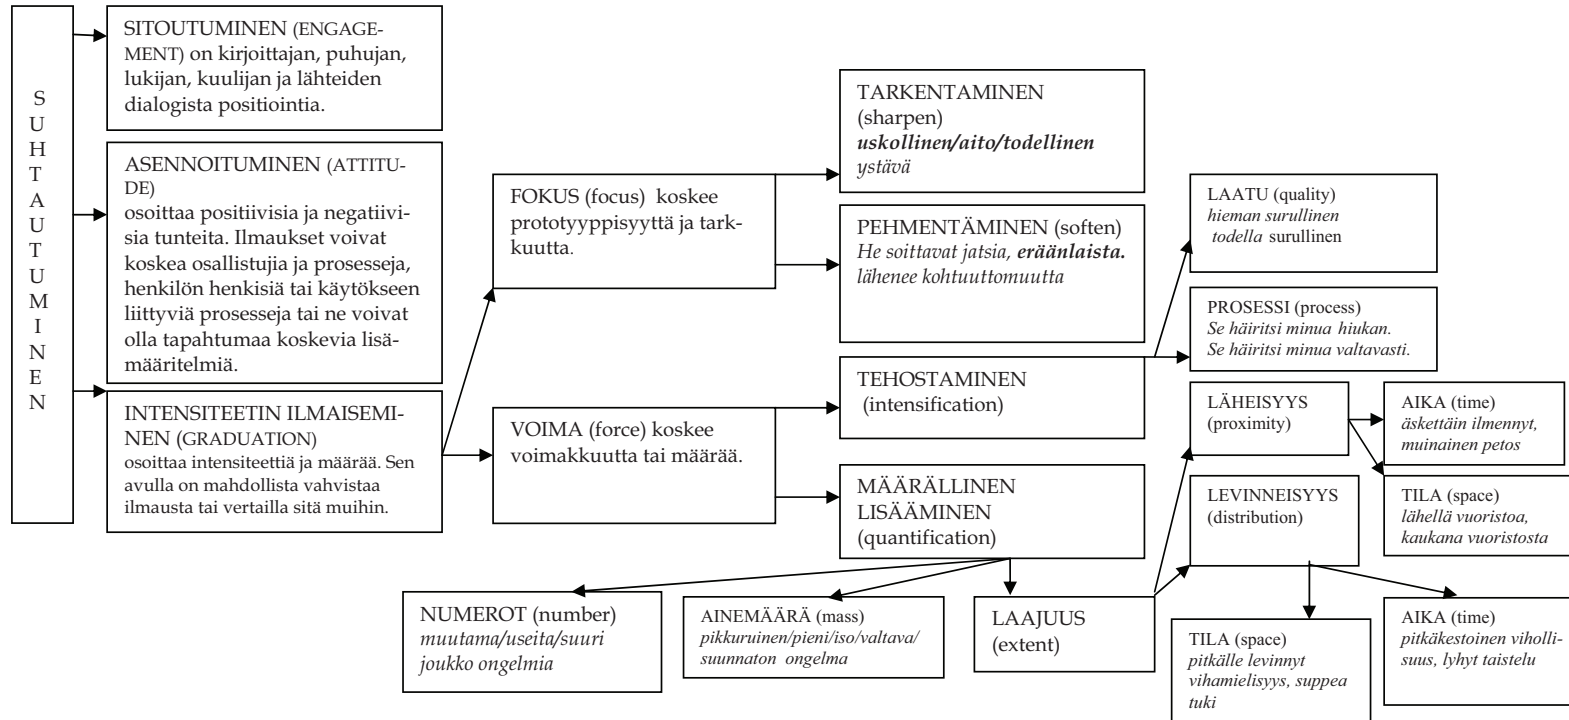 SUHTAUTUMINEN
SITOUTUMINEN (ENGAGE-
MENT) on kirjoittajan, puhujan,
lukijan, kuulijan ja lähteiden
dialogista positiointia.
ASENNOITUMINEN (ATTITU-
DE)
osoittaa positiivisia ja negatiivi-
sia tunteita. Ilmaukset voivat
koskea osallistujia ja prosesseja,
henkilön henkisiä tai käytökseen
liittyviä prosesseja tai ne voivat
olla tapahtumaa koskevia lisä-
määritelmiä.
INTENSITEETIN ILMAISEMI-
NEN (GRADUATION)
osoittaa intensiteettiä ja määrää. Sen
avulla on mahdollista vahvistaa
ilmausta tai vertailla sitä muihin.
FOKUS (focus) koskee
prototyyppisyyttä ja tark-
kuutta.
VOIMA (force) koskee
voimakkuutta tai määrää.
TARKENTAMINEN
(sharpen)
uskollinen/aito/todellinen
ystävä
PEHMENTÄMINEN (soften)
He soittavat jatsia, eräänlaista.
lähenee kohtuuttomuutta
TEHOSTAMINEN
(intensification)
MÄÄRÄLLINEN
LISÄÄMINEN
(quantification)
LAATU (quality)
hieman surullinen
todella surullinen
PROSESSI (process)
Se häiritsi minua hiukan.
Se häiritsi minua valtavasti.
LÄHEISYYS
(proximity)
AIKA (time)
äskettäin ilmennyt,
muinainen petos
TILA (space)
lähellä vuoristoa,
kaukana vuoristosta
LEVINNEISYYS
(distribution)
NUMEROT (number)
muutama/useita/suuri
joukko ongelmia
AINEMÄÄRÄ (mass)
pikkuruinen/pieni/iso/valtava/
suunnaton ongelma
LAAJUUS
(extent)
TILA (space)
pitkälle levinnyt
vihamielisyys, suppea
tuki
AIKA (time)
pitkäkestoinen viholli-
suus, lyhyt taistelu